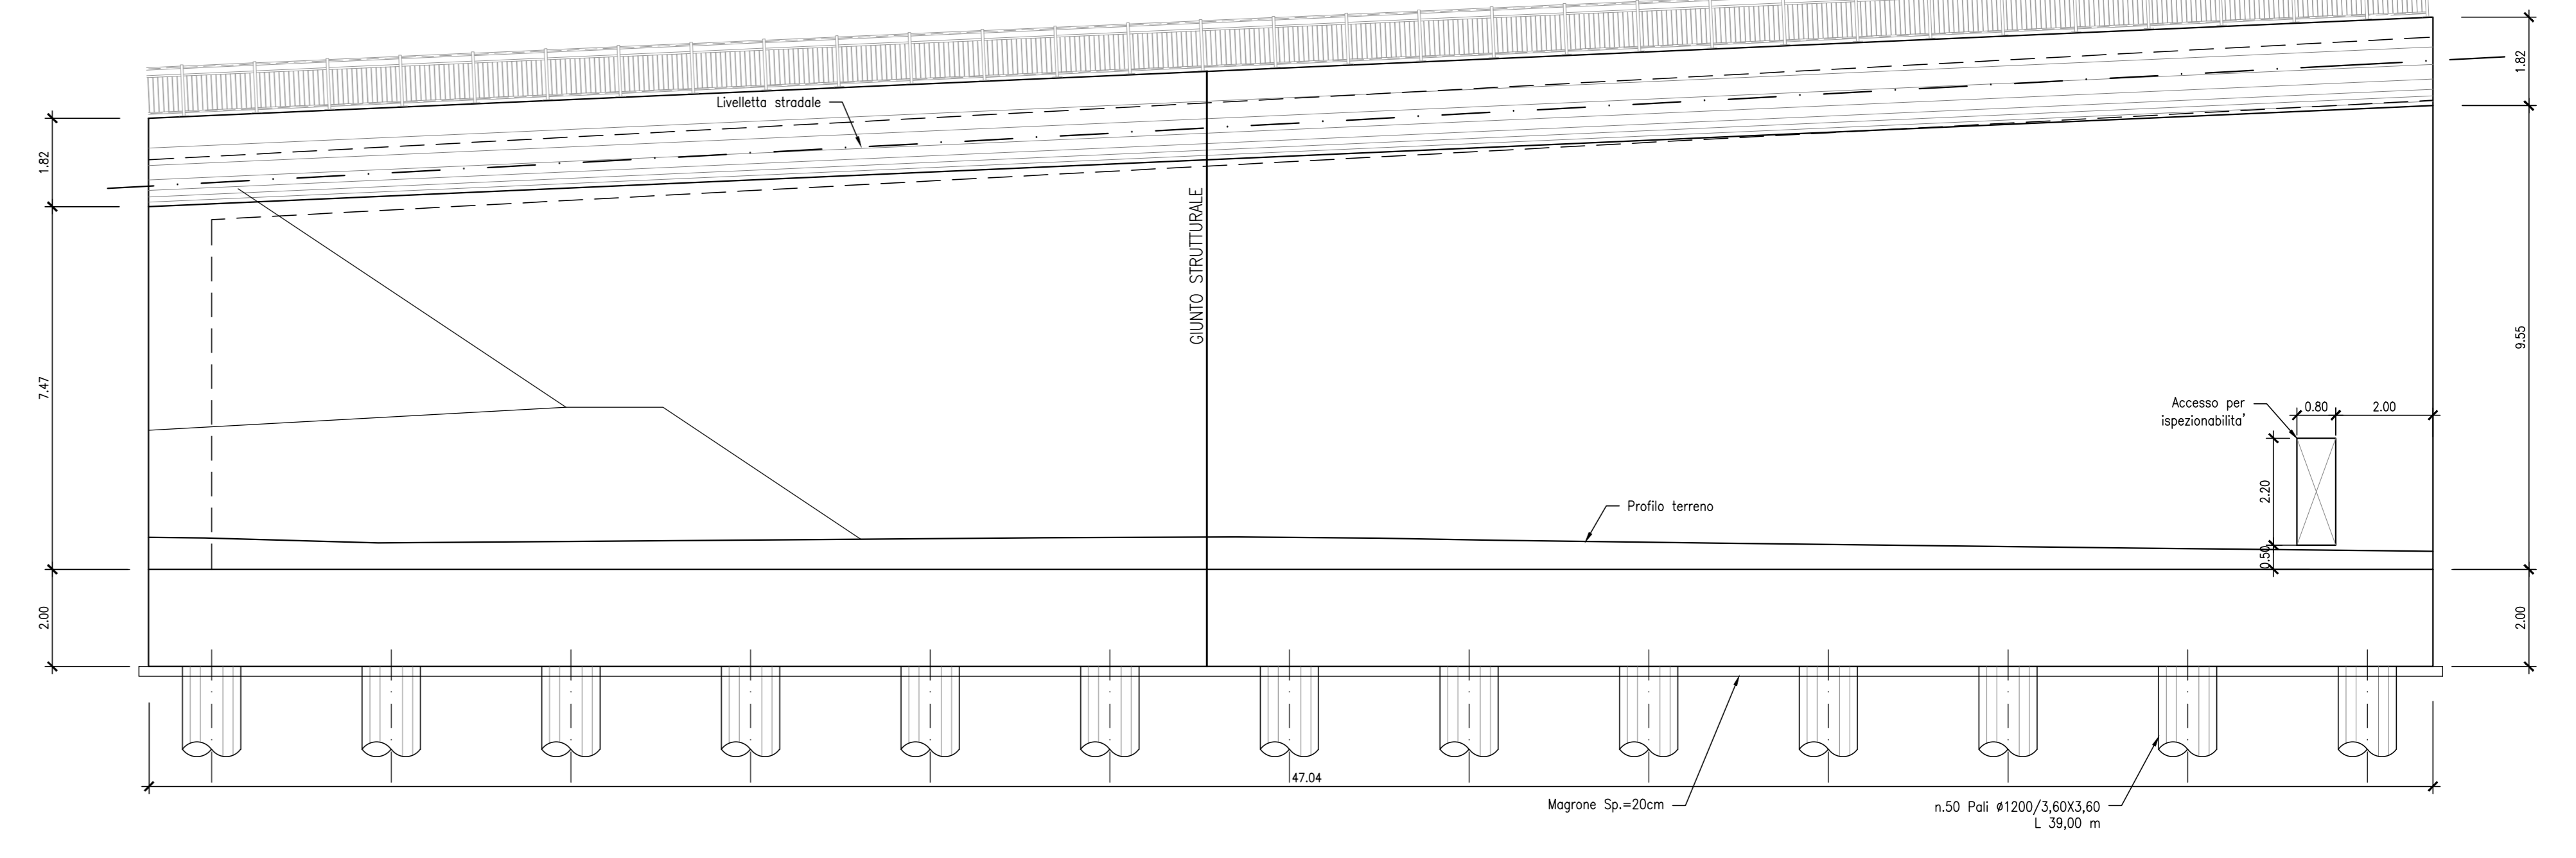 1.82
Livelletta stradale
1.82
GIUNTO STRUTTURALE
7.47
9.55
Accesso per
ispezionabilita'
0.80
2.00
2.20
Profilo terreno
0.50
2.00
2.00
47.04
Magrone Sp.=20cm
n.50 Pali ø1200/3,60X3,60
L 39,00 m